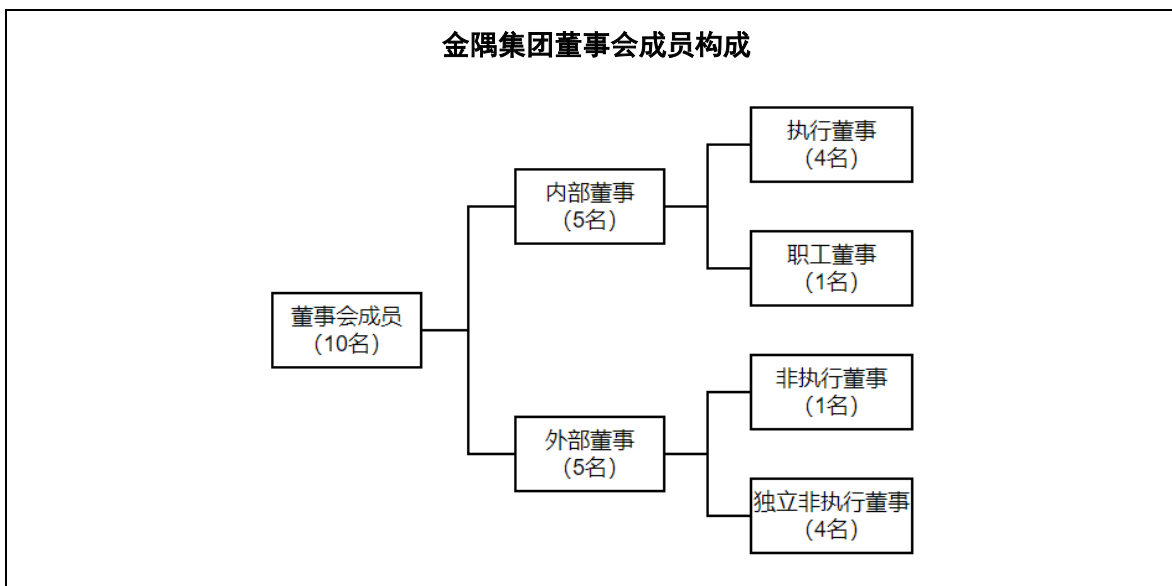 金隅集团董事会成员构成
执行董事
（4名）
内部董事
（5名）
职工董事
（1名）
董事会成员
（10名）
非执行董事
（1名）
外部董事
（5名）
独立非执行董事
（4名）